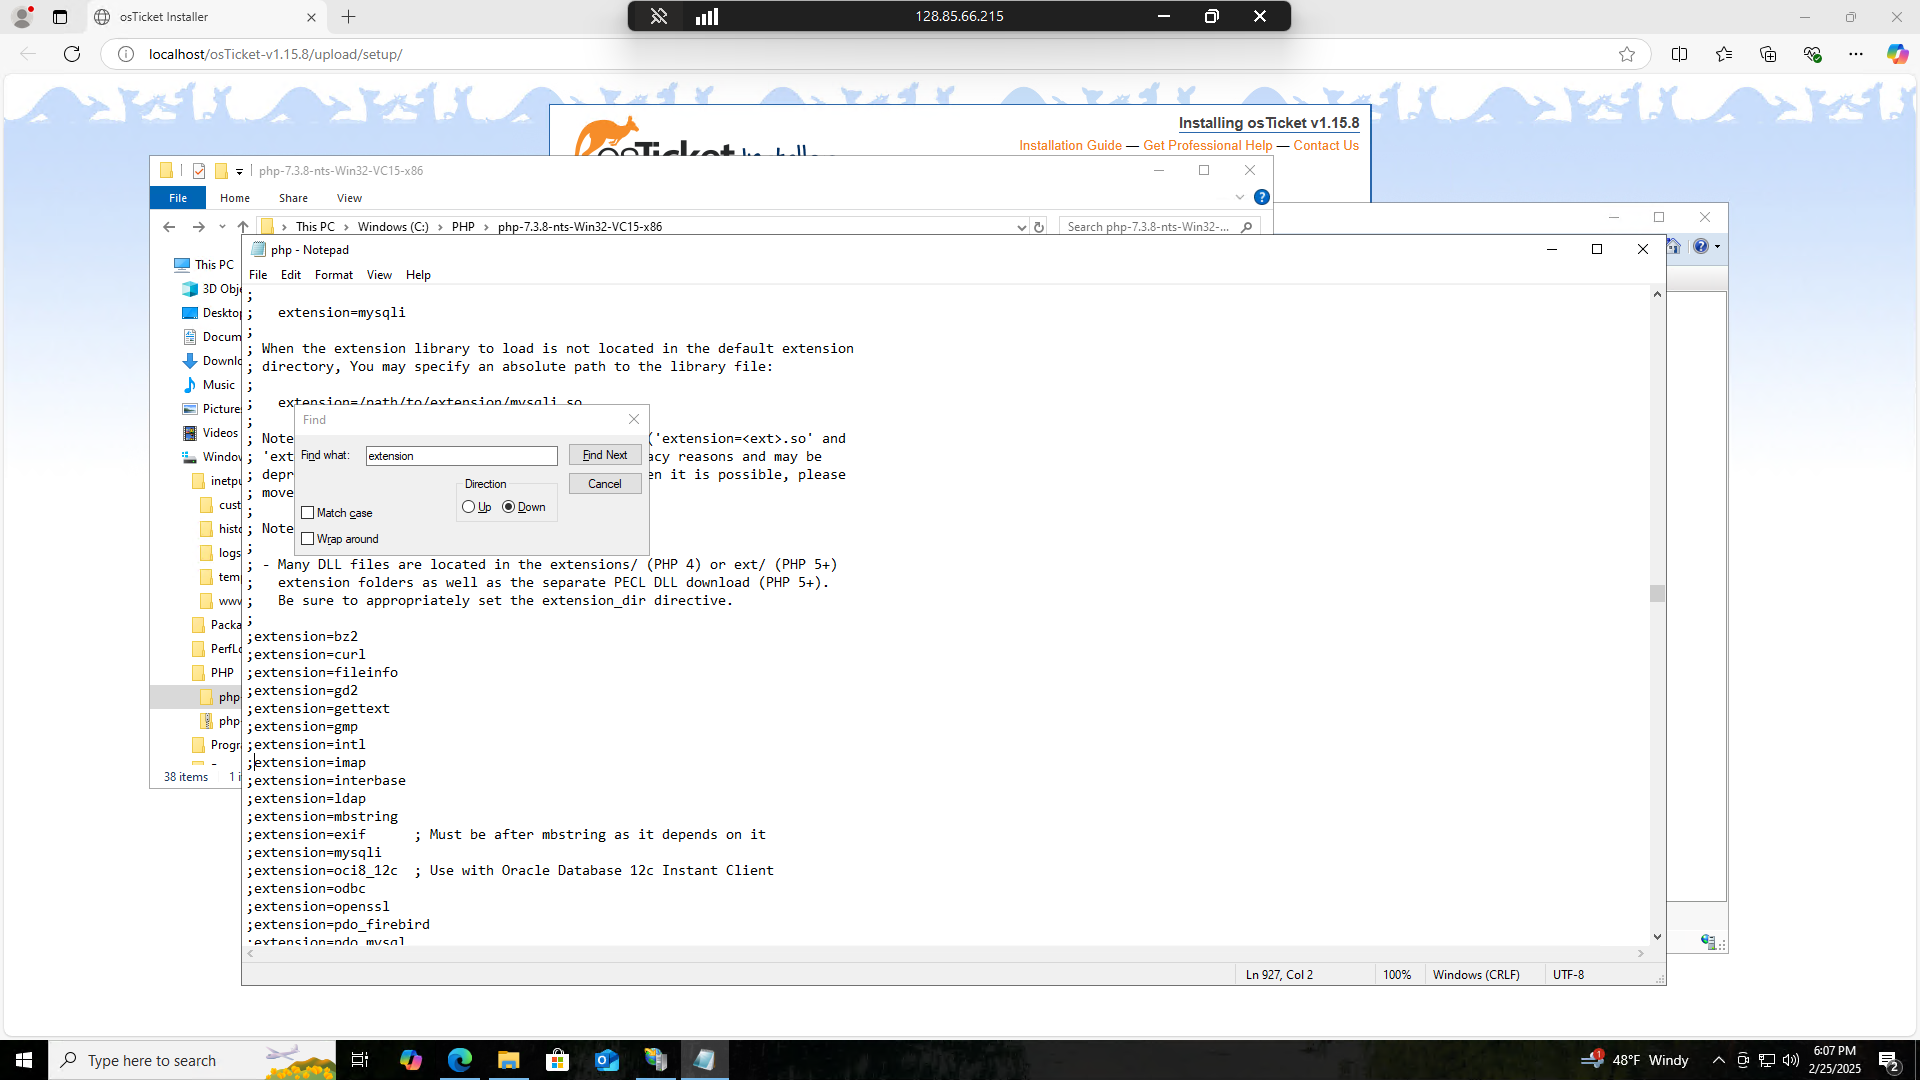 osTicket Installer
128.85.66.215
localhost/osTicket-v1.15.8/upload/setup/
Installing osTicket v1.15.8
Installation Guide — Get Professional Help — Contact Us
osTicket
php-7.3.8-nts-Win32-VC15-x86
File Home Share View
This PC Windows (C:) PHP php-7.3.8-nts-Win32-VC15-x86
Search php-7.3.8-nts-Win32-...
This PC
3D Obje
Desktop
Docum
Downlo
Music
Picture
Videos
Window
inetpu
cust
histo
logs
temp
www
Packa
PerfLo
PHP
php-
php-
Progra
38 items 1 i
php - Notepad
File Edit Format View Help
;
;   extension=mysqli
;
; When the extension library to load is not located in the default extension
; directory, You may specify an absolute path to the library file:
;
;   extension=/path/to/extension/mysqli.so
;
; Note ('extension=<ext>.so' and
; 'ext acy reasons and may be
; depr en it is possible, please
; move
;
; Note
;
; - Many DLL files are located in the extensions/ (PHP 4) or ext/ (PHP 5+)
;   extension folders as well as the separate PECL DLL download (PHP 5+).
;   Be sure to appropriately set the extension_dir directive.
;
;extension=bz2
;extension=curl
;extension=fileinfo
;extension=gd2
;extension=gettext
;extension=gmp
;extension=intl
;extension=imap
;extension=interbase
;extension=ldap
;extension=mbstring
;extension=exif      ; Must be after mbstring as it depends on it
;extension=mysqli
;extension=oci8_12c  ; Use with Oracle Database 12c Instant Client
;extension=odbc
;extension=openssl
;extension=pdo_firebird
;extension=pdo_mysql
Find
Find what: extension Find Next
Direction Cancel
Up Down
Match case
Wrap around
Ln 927, Col 2 100% Windows (CRLF) UTF-8
Type here to search
1 48°F Windy
6:07 PM
2/25/2025
2